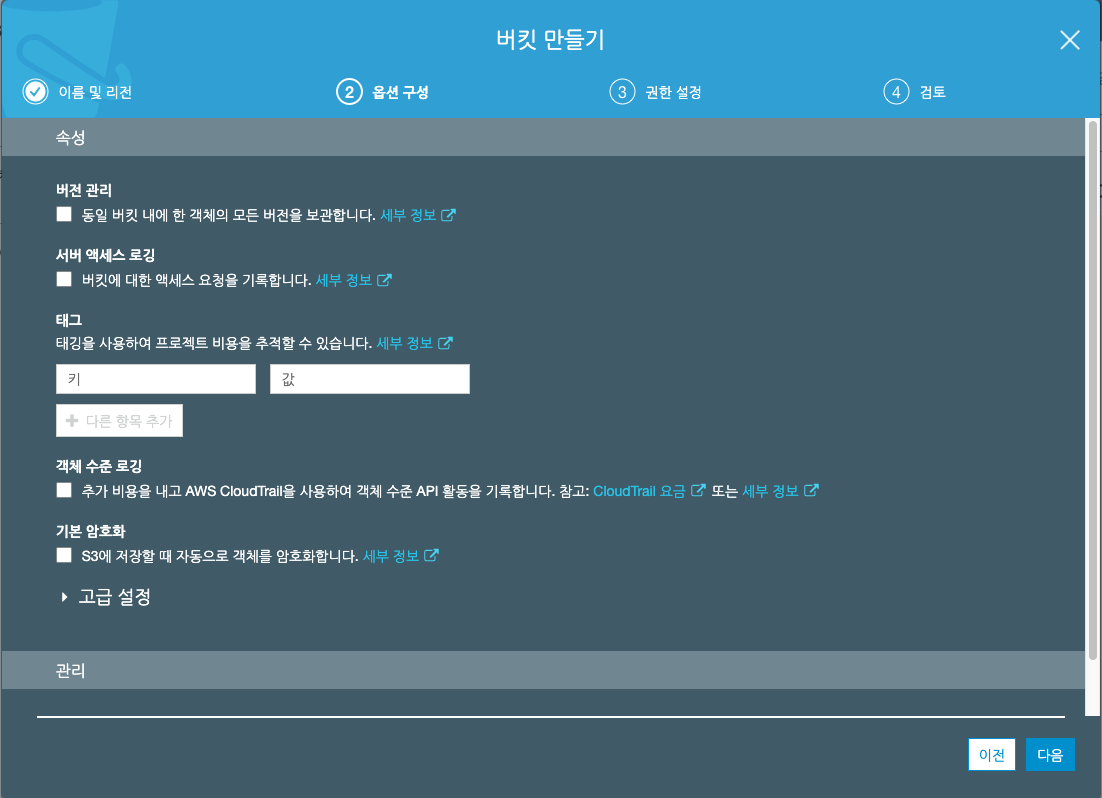 버킷 만들기
이름 및 리전
2 옵션 구성
3 권한 설정
4 검토
속성
버전 관리
동일 버킷 내에 한 객체의 모든 버전을 보관합니다. 세부 정보
서버 액세스 로깅
버킷에 대한 액세스 요청을 기록합니다. 세부 정보
태그
태깅을 사용하여 프로젝트 비용을 추적할 수 있습니다. 세부 정보
키
값
다른 항목 추가
객체 수준 로깅
추가 비용을 내고 AWS CloudTrail을 사용하여 객체 수준 API 활동을 기록합니다. 참고: CloudTrail 요금 또는 세부 정보
기본 암호화
S3에 저장할 때 자동으로 객체를 암호화합니다. 세부 정보
고급 설정
관리
이전
다음